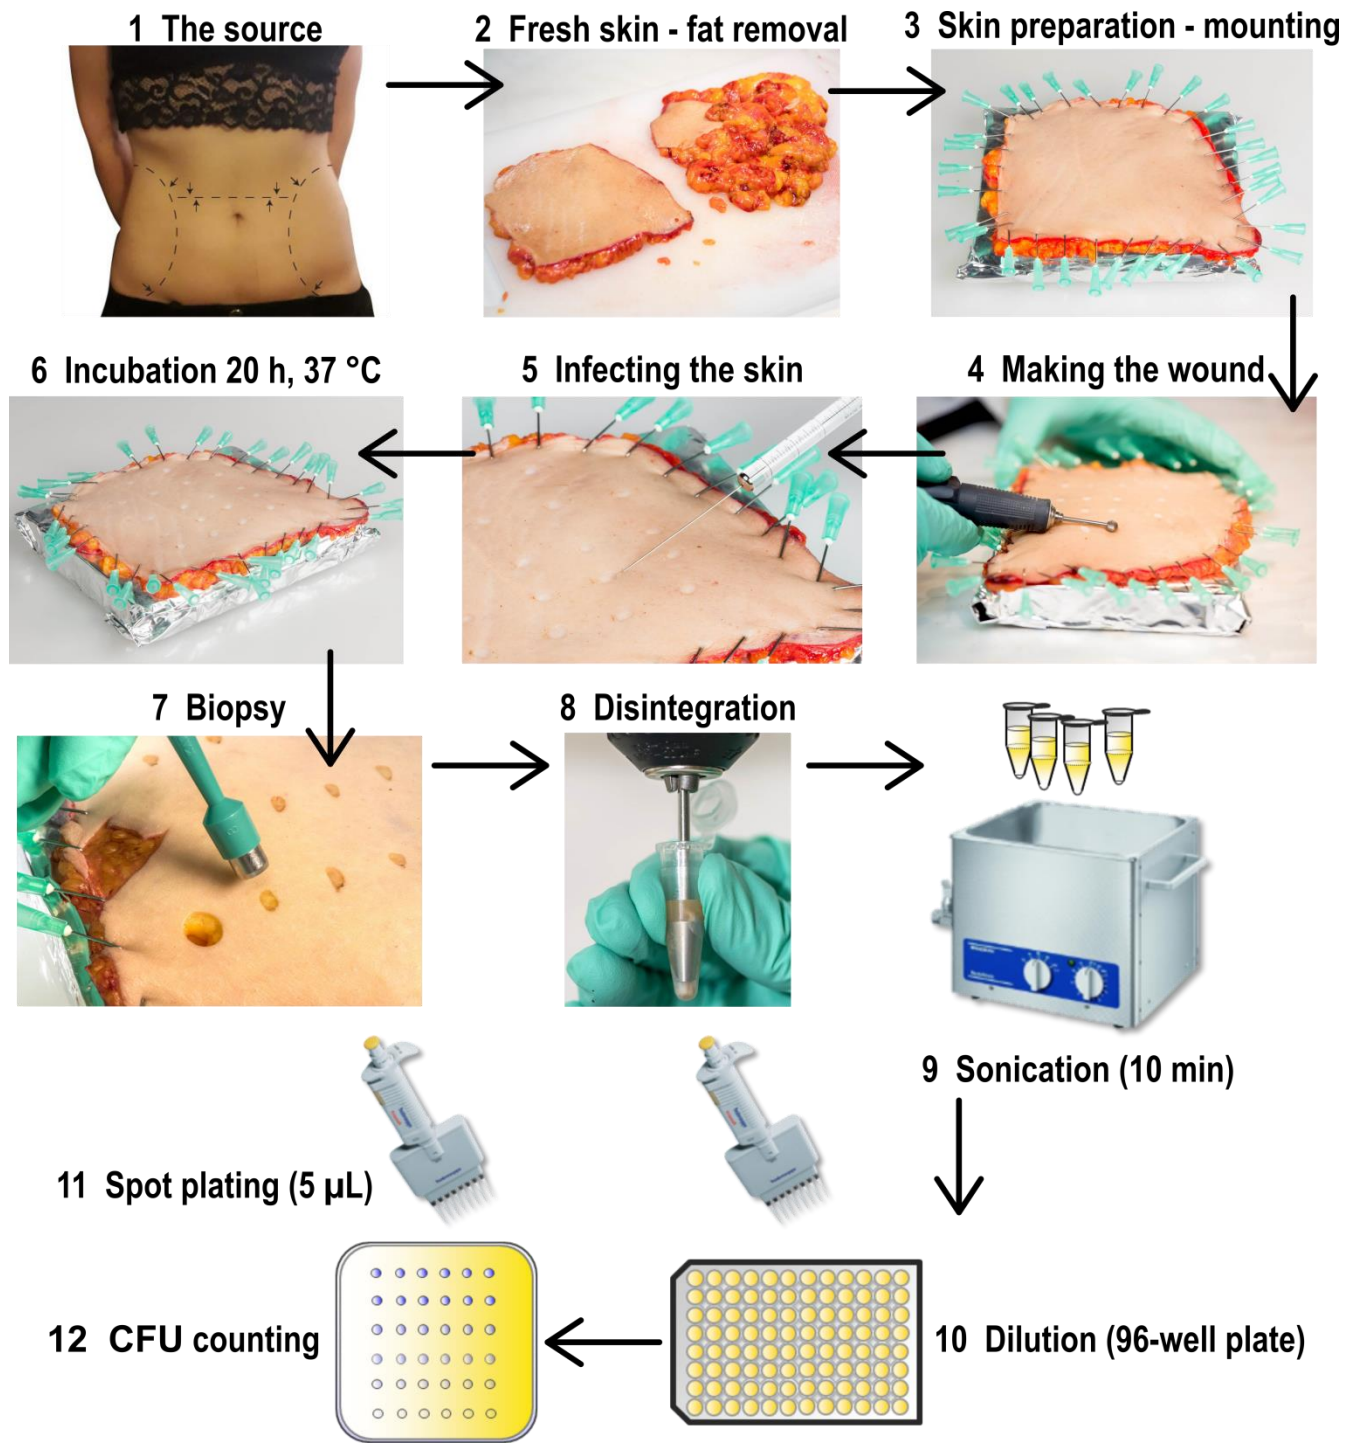 1 The source
2 Fresh skin - fat removal
3 Skin preparation - mounting
4 Making the wound
5 Infecting the skin
6 Incubation 20 h, 37 °C
7 Biopsy
8 Disintegration
9 Sonication (10 min)
10 Dilution (96-well plate)
11 Spot plating (5 µL)
12 CFU counting